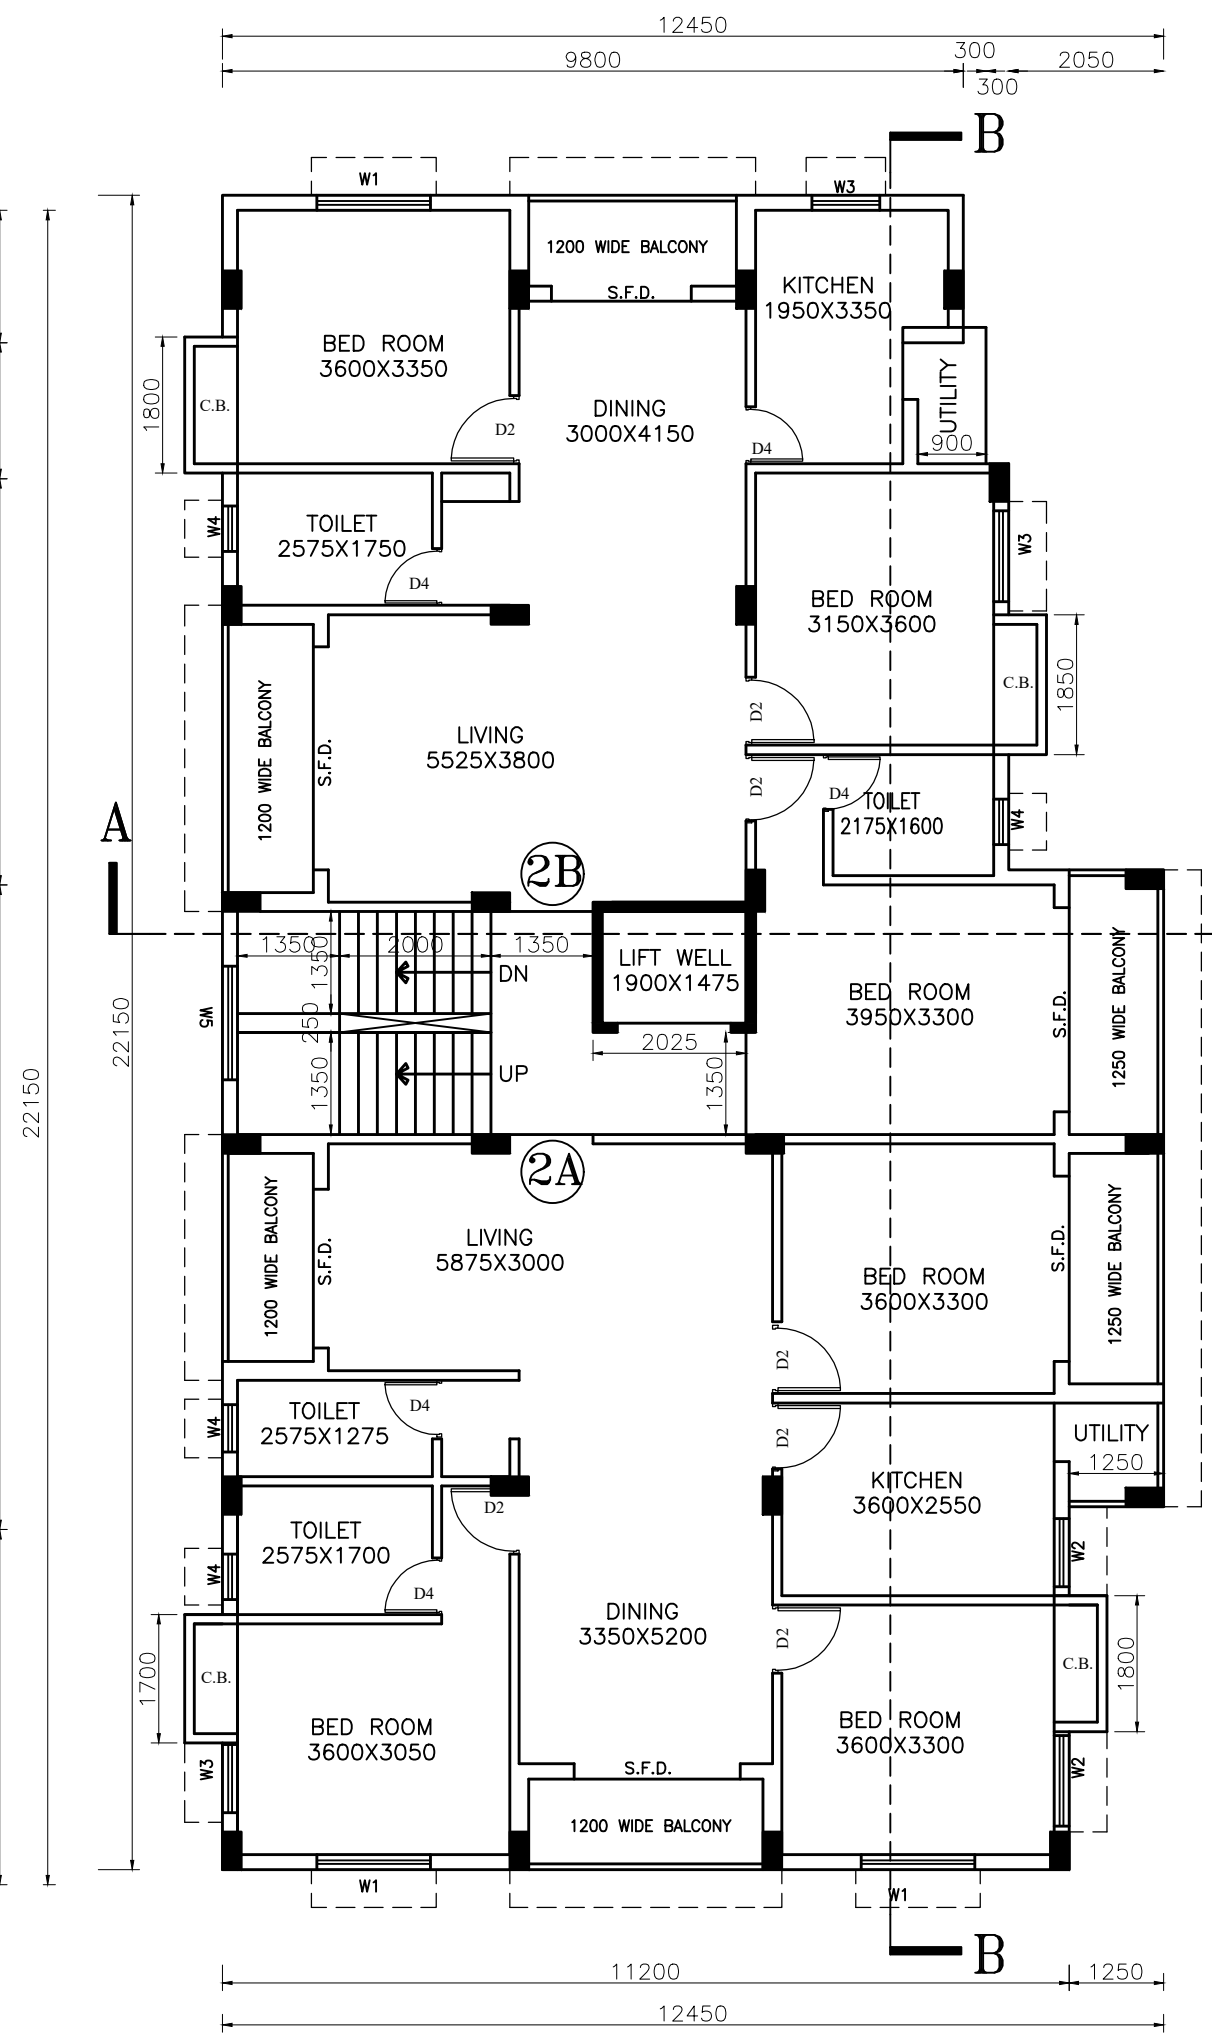 12450
9800
300
2050
300
B
W1
W3
1200 WIDE BALCONY
S.F.D.
KITCHEN
1950X3350
BED ROOM
3600X3350
C.B.
1800
D2
DINING
3000X4150
D4
UTILITY
900
W4
TOILET
2575X1750
D4
W3
BED ROOM
3150X3600
C.B.
1850
1200 WIDE BALCONY
S.F.D.
LIVING
5525X3800
D2
D2
D4
TOILET
2175X1600
W4
A
2B
1350
1350
2000
1350
DN
LIFT WELL
1900X1475
BED ROOM
3950X3300
S.F.D.
1250 WIDE BALCONY
W5
250
22150
22150
2025
1350
UP
1350
2A
1200 WIDE BALCONY
S.F.D.
LIVING
5875X3000
BED ROOM
3600X3300
S.F.D.
1250 WIDE BALCONY
D2
W4
TOILET
2575X1275
D4
D2
UTILITY
1250
KITCHEN
3600X2550
D2
W4
TOILET
2575X1700
D4
W2
DINING
3350X5200
D2
1700
C.B.
C.B.
1800
BED ROOM
3600X3050
BED ROOM
3600X3300
W3
S.F.D.
W2
1200 WIDE BALCONY
W1
W1
B
11200
1250
12450